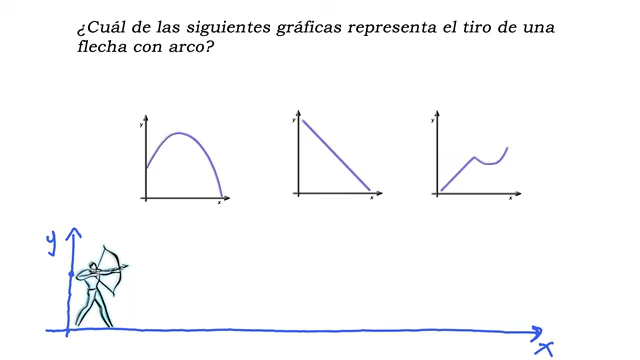 ¿Cuál de las siguientes gráficas representa el tiro de una
flecha con arco?
y
x
y
x
y
x
y
x